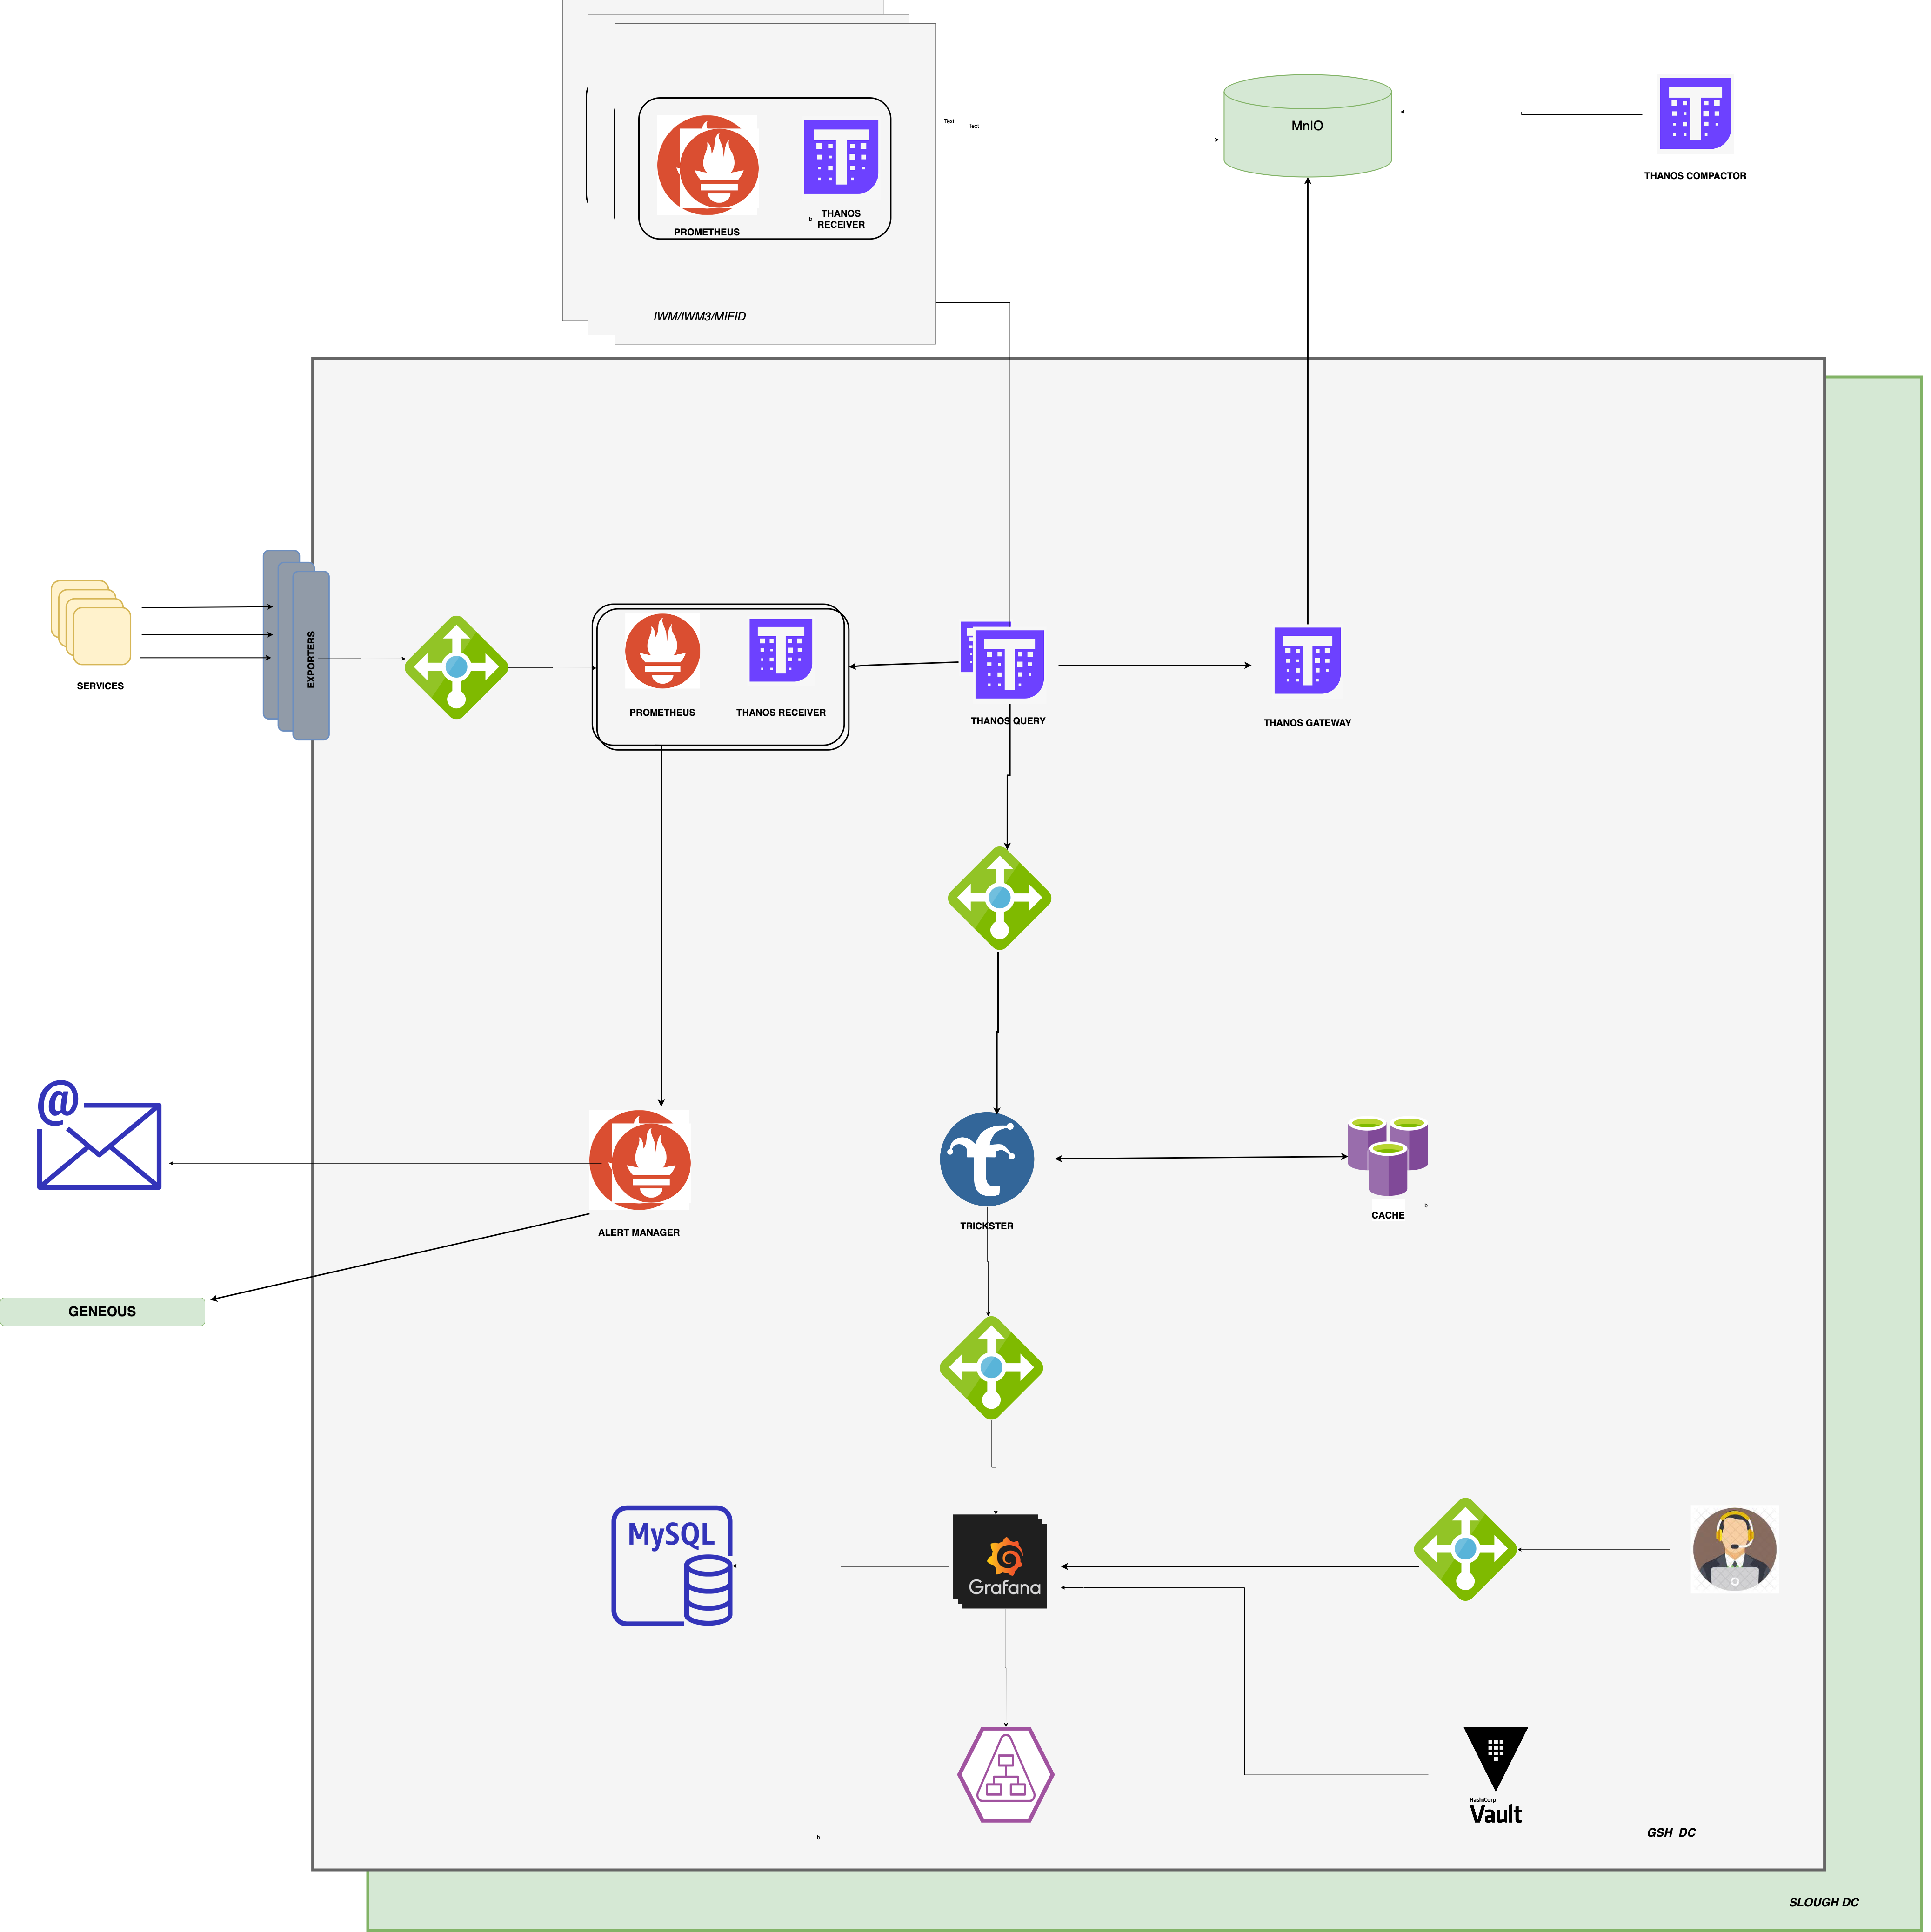 MnIO
Text
Text
THANOS COMPACTOR
THANOS
RECEIVER
b
PROMETHEUS
IWM/IWM3/MIFID
EXPORTERS
SERVICES
PROMETHEUS
THANOS RECEIVER
THANOS QUERY
THANOS GATEWAY
@
CACHE
b
TRICKSTER
ALERT MANAGER
GENEOUS
MySQL
Grafana
HashiCorp
Vault
GSH DC
b
SLOUGH DC